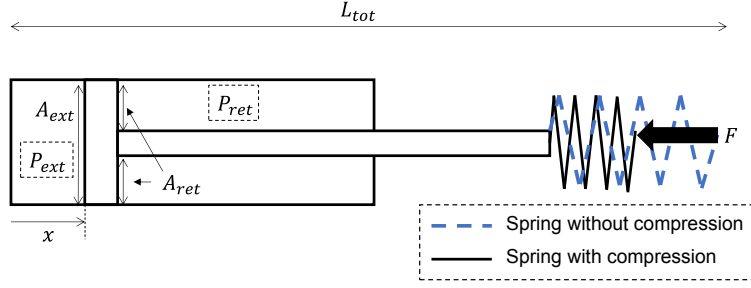 L_tot
A_ext
P_ret
P_ext
F
A_ret
x
Spring without compression
Spring with compression